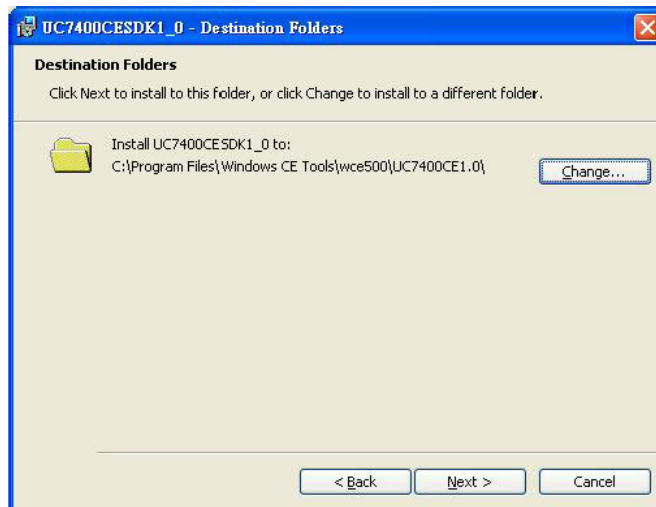 UC7400CESDK1_0 - Destination Folders
Destination Folders
Click Next to install to this folder, or click Change to install to a different folder.
Install UC7400CESDK1_0 to:
C:\Program Files\Windows CE Tools\wce500\UC7400CE1.0\
Change...
< Back
Next >
Cancel